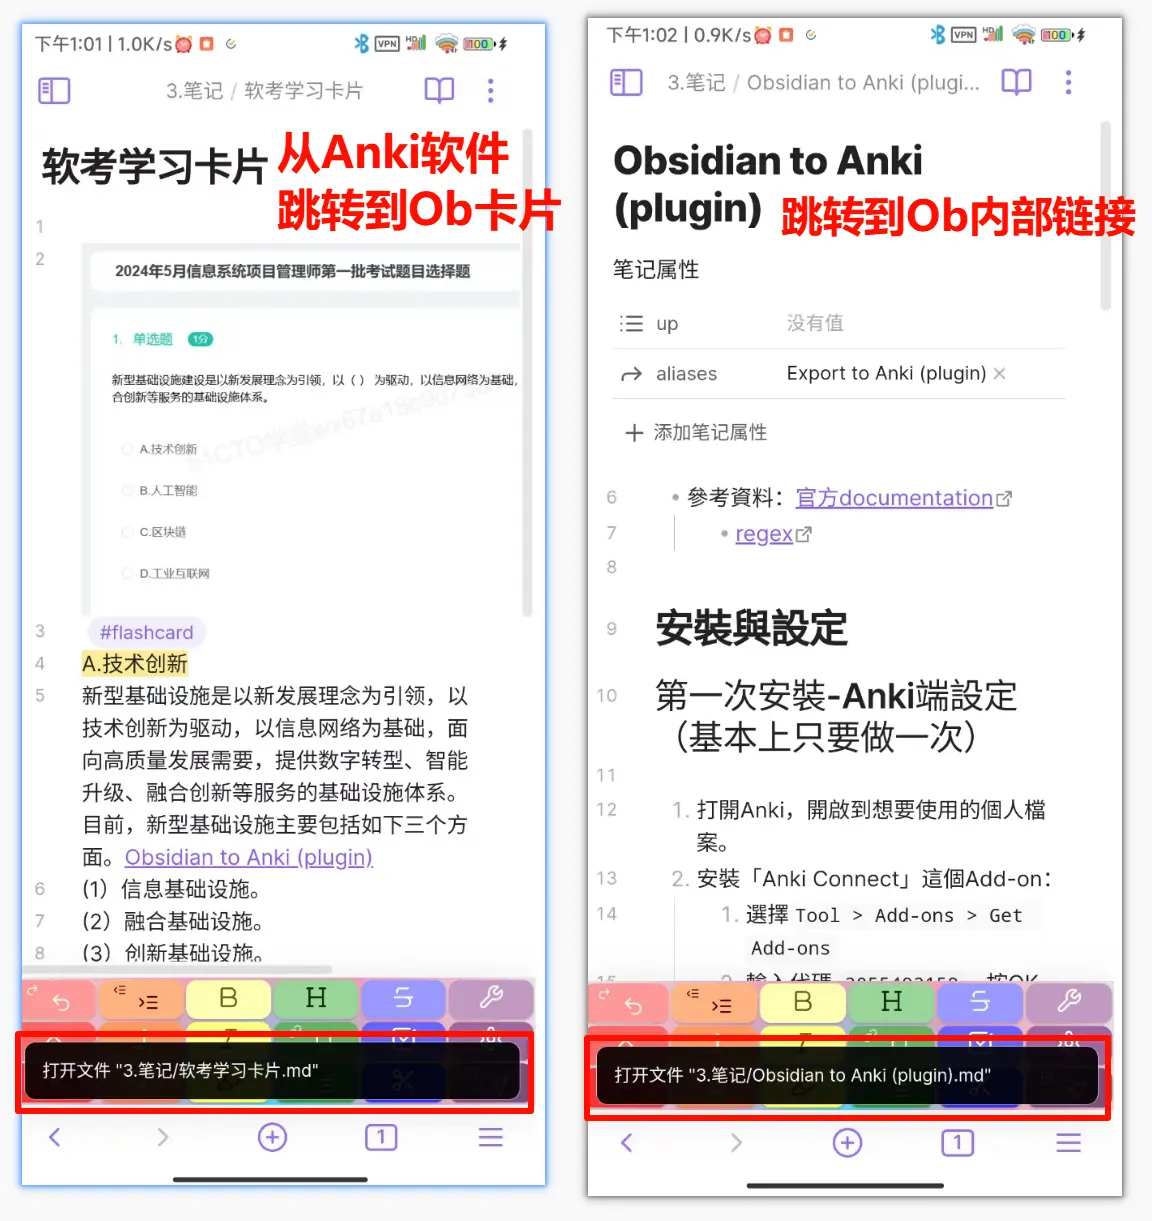 下午1:01 | 1.0K/s
VPN
HD
100
3.笔记 / 软考学习卡片
软考学习卡片
从Anki软件
跳转到Ob卡片
1
2
2024年5月信息系统项目管理师第一批考试题目选择题
1. 单选题 1分
新型基础设施建设是以新发展理念为引领，以（ ） 为驱动，以信息网络为基础，
合创新等服务的基础设施体系。
A.技术创新
B.人工智能
C.区块链
D.工业互联网
3 #flashcard
4 A.技术创新
5 新型基础设施是以新发展理念为引领，以
技术创新为驱动，以信息网络为基础，面
向高质量发展需要，提供数字转型、智能
升级、融合创新等服务的基础设施体系。
目前，新型基础设施主要包括如下三个方
面。Obsidian to Anki (plugin)
6 (1）信息基础设施。
7 (2）融合基础设施。
8 (3）创新基础设施。
B H S
打开文件 "3.笔记/软考学习卡片.md"
1
下午1:02 | 0.9K/s
VPN
HD
100
3.笔记 / Obsidian to Anki (plugi...
Obsidian to Anki
(plugin)
跳转到Ob内部链接
笔记属性
up 没有值
aliases Export to Anki (plugin) ×
+ 添加笔记属性
6 • 參考資料：官方documentation
7 • regex
8
9 安裝與設定
10 第一次安裝-Anki端設定
（基本上只要做一次）
11
12 1. 打開Anki，開啟到想要使用的個人檔
案。
13 2. 安裝「Anki Connect」這個Add-on：
14 1. 選擇 Tool > Add-ons > Get
Add-ons
15 2. 輸入代碼 2055492159 ，按OK
B H S
打开文件 "3.笔记/Obsidian to Anki (plugin).md"
1